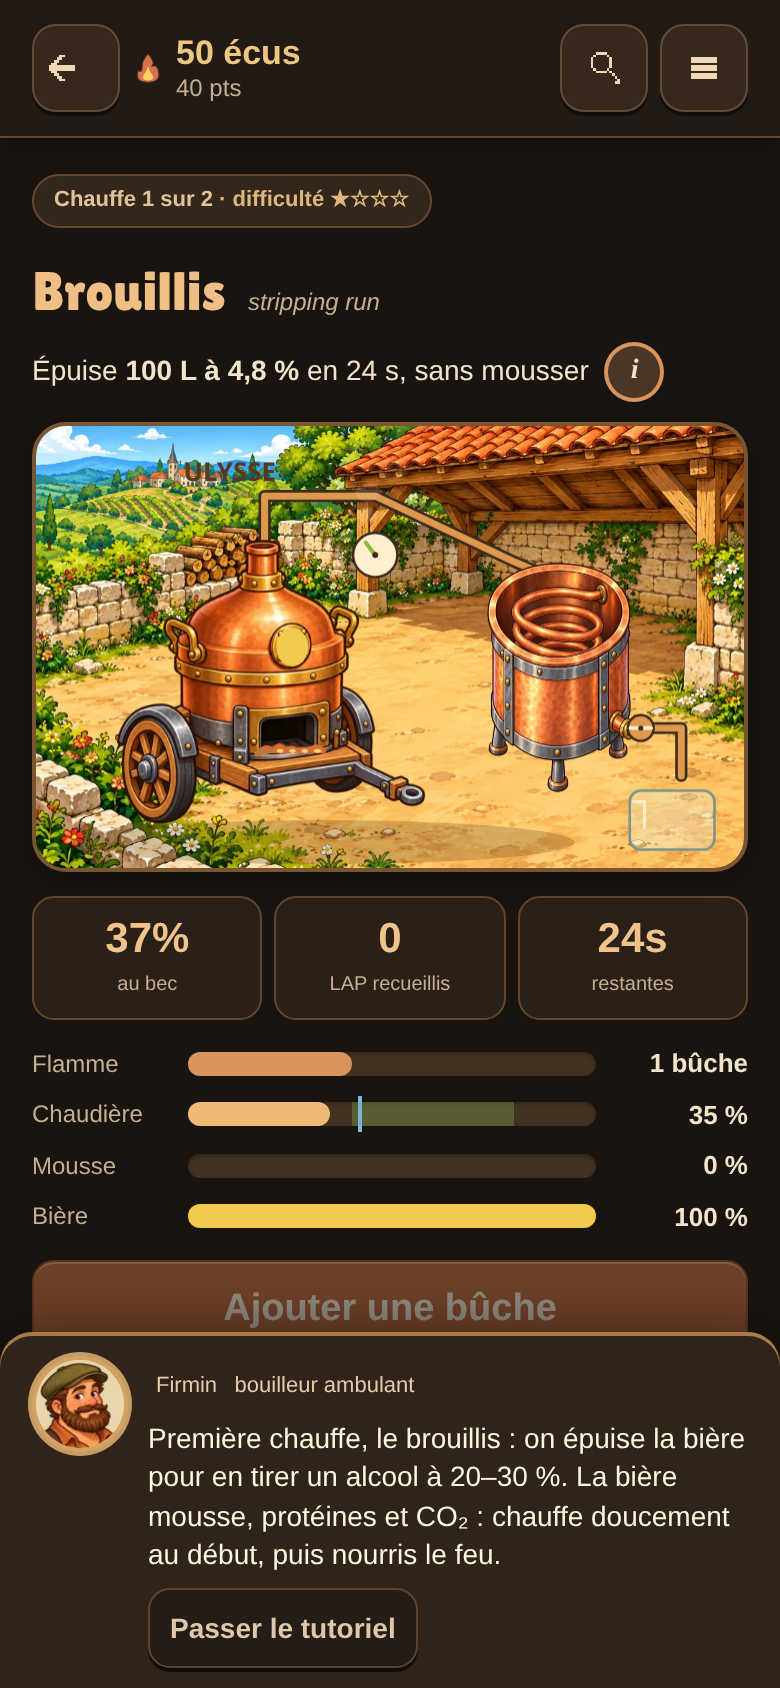 50 écus
40 pts
Chauffe 1 sur 2 · difficulté ★☆☆☆
Brouillis stripping run
Épuise 100 L à 4,8 % en 24 s, sans mousser i
ULYSSE
37% 0 24s
au bec LAP recueillis restantes
Flamme 1 bûche
Chaudière 35 %
Mousse 0 %
Bière 100 %
Ajouter une bûche
Firmin bouilleur ambulant
Première chauffe, le brouillis : on épuise la bière
pour en tirer un alcool à 20–30 %. La bière
mousse, protéines et CO₂ : chauffe doucement
au début, puis nourris le feu.
Passer le tutoriel